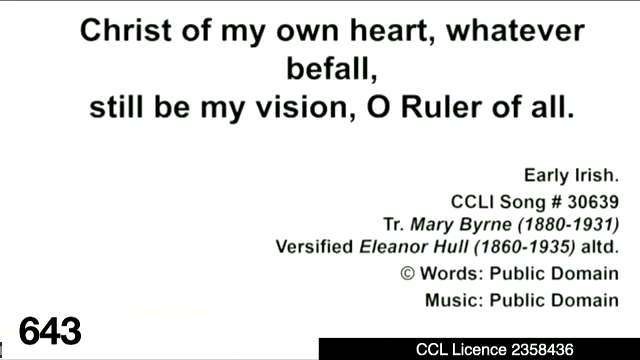 Christ of my own heart, whatever
befall,
still be my vision, O Ruler of all.
Early Irish.
CCLI Song # 30639
Tr. Mary Byrne (1880-1931)
Versified Eleanor Hull (1860-1935) altd.
© Words: Public Domain
Music: Public Domain
643
CCL Licence 2358436